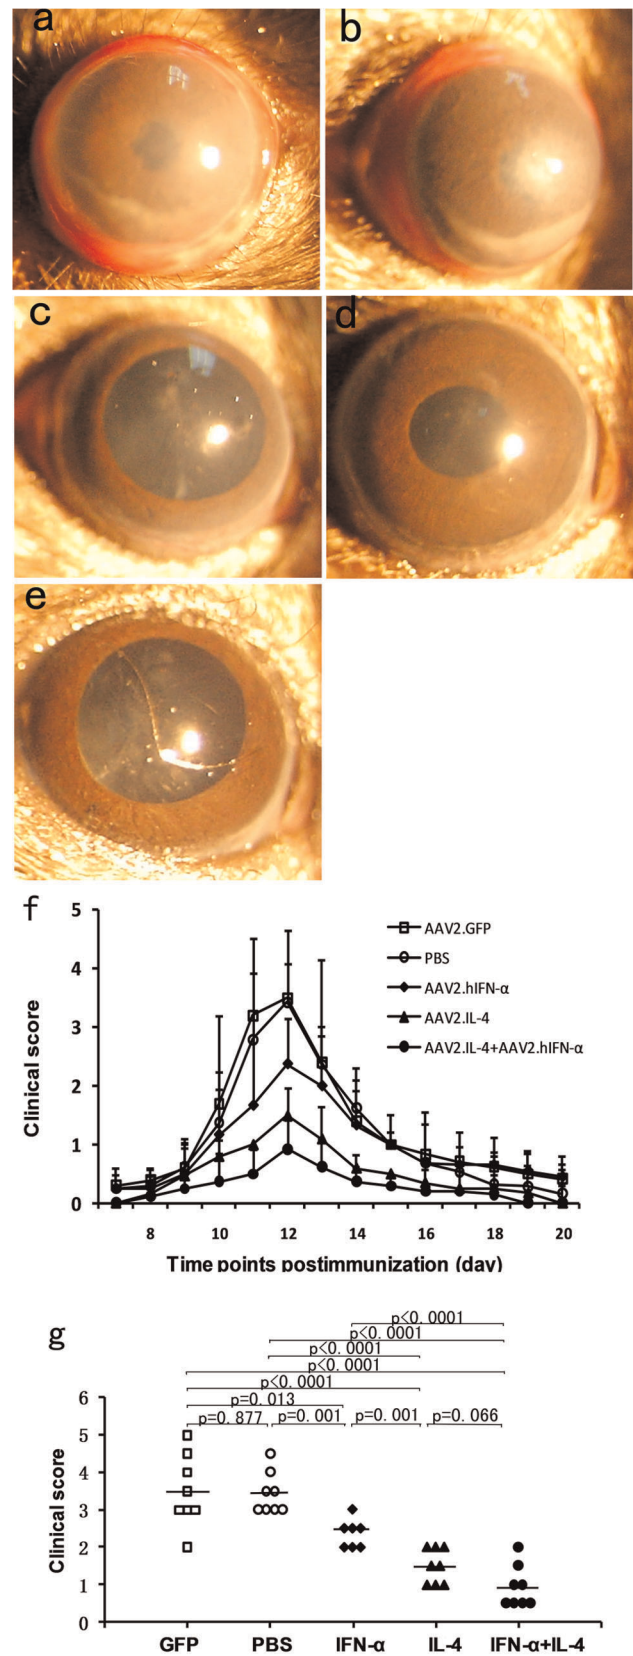 a
b
c
d
e
f
5
4
3
2
1
0
Clinical score
AAV2.GFP
PBS
AAV2.hIFN-α
AAV2.IL-4
AAV2.IL-4+AAV2.hIFN-α
8 10 12 14 16 18 20
Time points postimmunization (day)
g
p<0.0001
p<0.0001
p<0.0001
p<0.0001
p<0.0001
p=0.013
p=0.877 p=0.001 p=0.001 p=0.066
6
5
4
3
2
1
0
Clinical score
GFP PBS IFN-α IL-4 IFN-α+IL-4